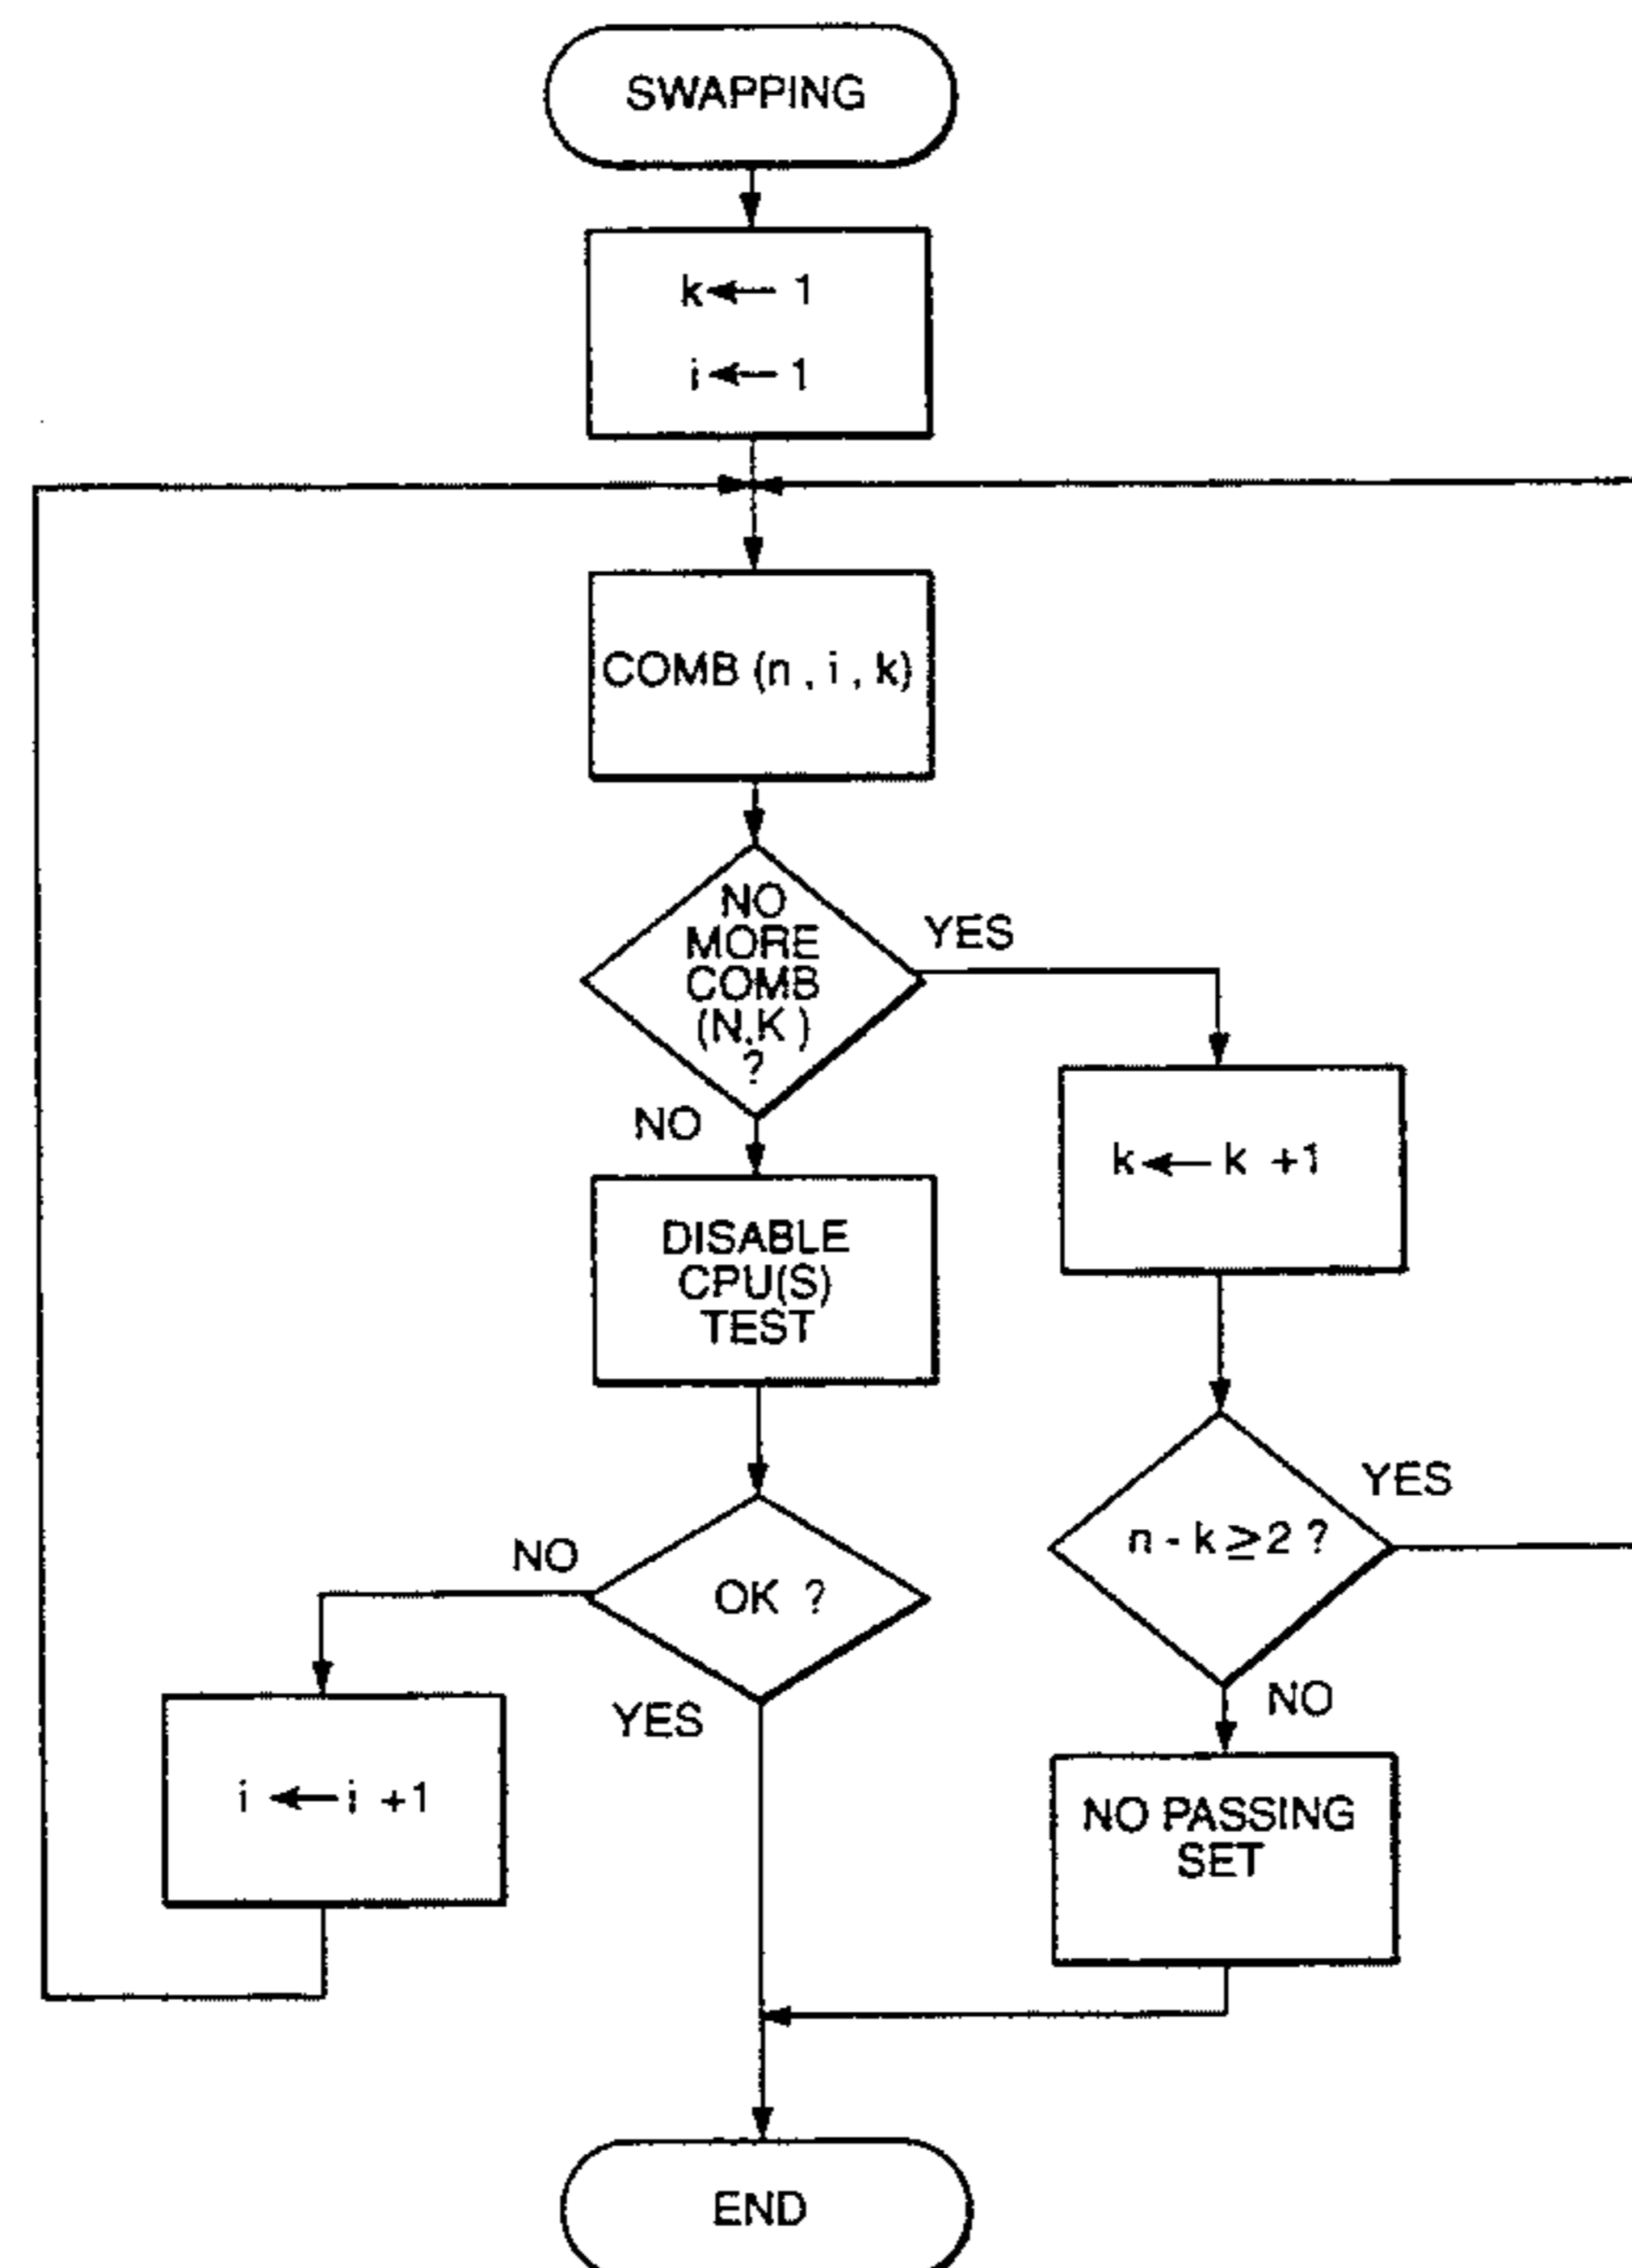 SWAPPING
k ← 1
i ← 1
COMB (n , i , k)
NO
MORE
COMB
(N,K )
?
YES
NO
k ← k +1
DISABLE
CPU(S)
TEST
n - k ≥ 2 ?
YES
NO
OK ?
YES
NO
i ← i +1
NO PASSING
SET
END